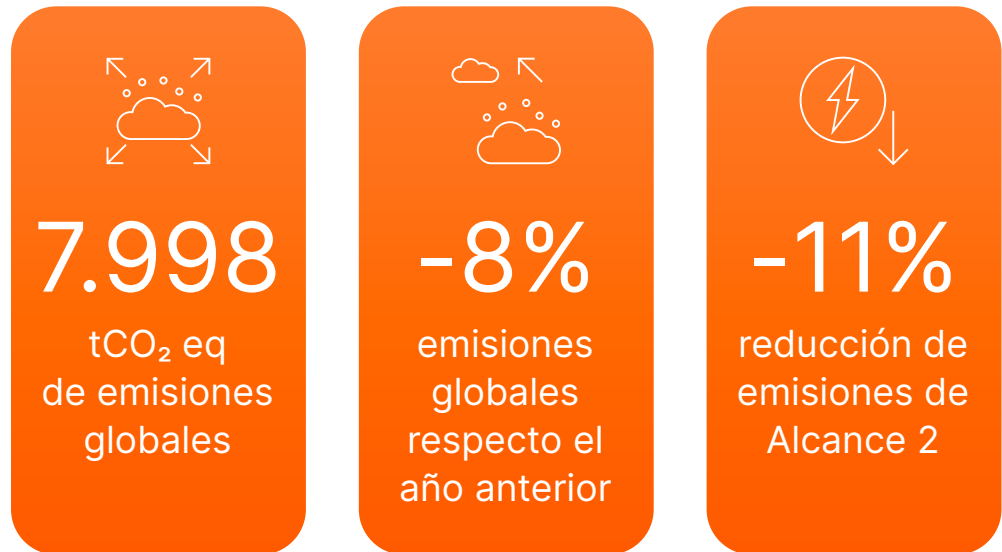 7.998
tCO₂ eq
de emisiones
globales
-8%
emisiones
globales
respecto el
año anterior
-11%
reducción de
emisiones de
Alcance 2